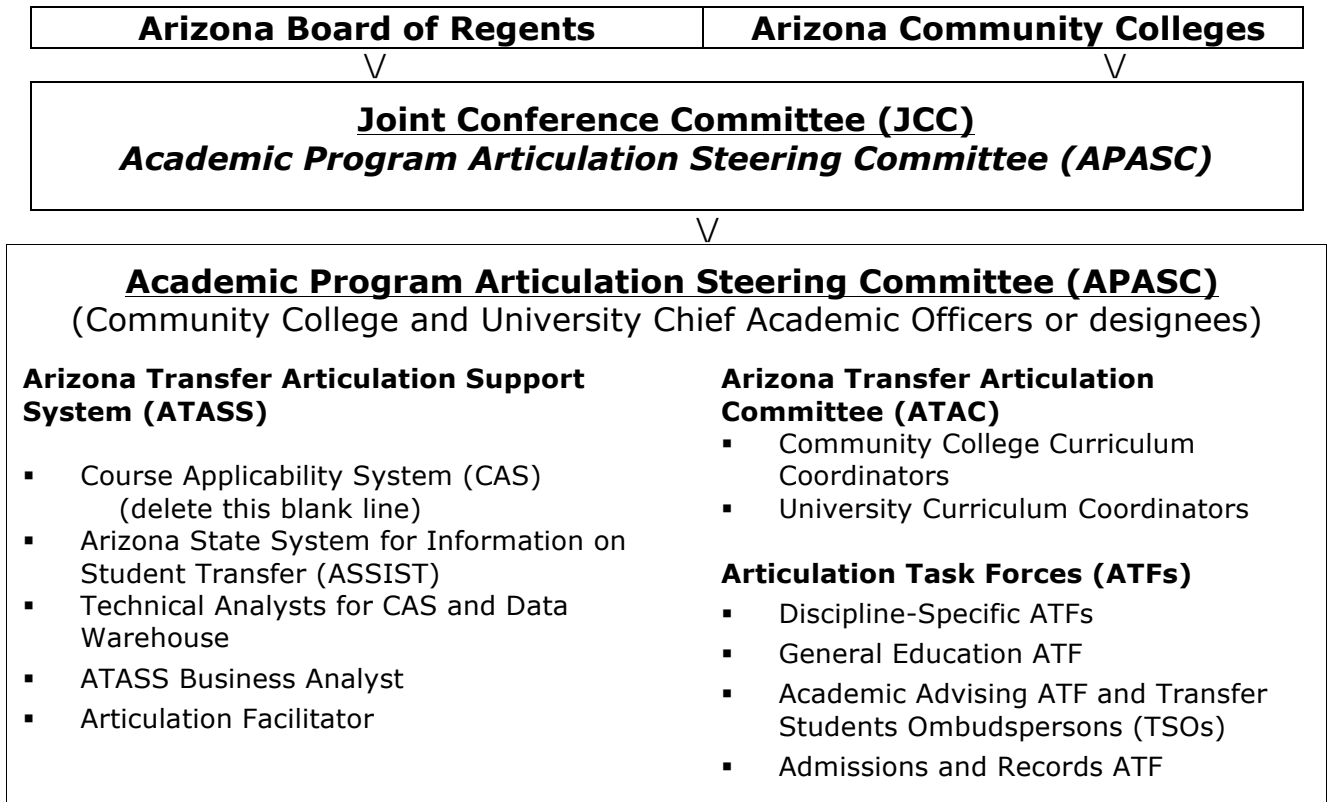 Arizona Board of Regents
Arizona Community Colleges
\/
\/
Joint Conference Committee (JCC)
Academic Program Articulation Steering Committee (APASC)
\/
Academic Program Articulation Steering Committee (APASC)
(Community College and University Chief Academic Officers or designees)
Arizona Transfer Articulation Support
System (ATASS)
▪ Course Applicability System (CAS)
(delete this blank line)
▪ Arizona State System for Information on
Student Transfer (ASSIST)
▪ Technical Analysts for CAS and Data
Warehouse
▪ ATASS Business Analyst
▪ Articulation Facilitator
Arizona Transfer Articulation
Committee (ATAC)
▪ Community College Curriculum
Coordinators
▪ University Curriculum Coordinators
Articulation Task Forces (ATFs)
▪ Discipline-Specific ATFs
▪ General Education ATF
▪ Academic Advising ATF and Transfer
Students Ombudspersons (TSOs)
▪ Admissions and Records ATF